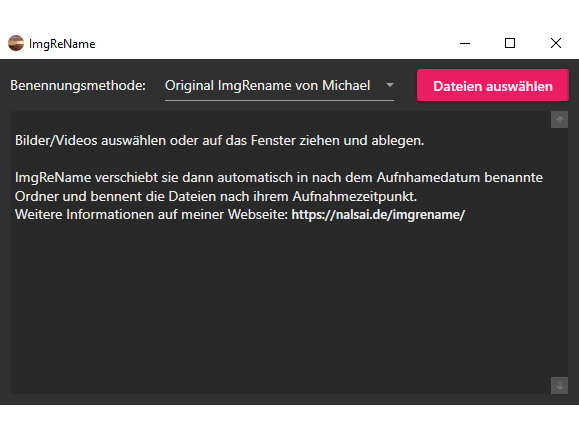 ImgReName
Benennungsmethode: Original ImgRename von Michael Dateien auswählen
Bilder/Videos auswählen oder auf das Fenster ziehen und ablegen.
ImgReName verschiebt sie dann automatisch in nach dem Aufnhamedatum benannte
Ordner und bennent die Dateien nach ihrem Aufnahmezeitpunkt.
Weitere Informationen auf meiner Webseite: https://nalsai.de/imgrename/